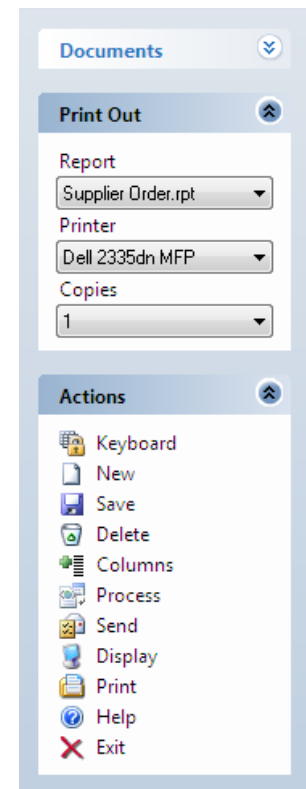 Documents
Print Out
Report
Supplier Order.rpt
Printer
Dell 2335dn MFP
Copies
1
Actions
Keyboard
New
Save
Delete
Columns
Process
Send
Display
Print
Help
Exit